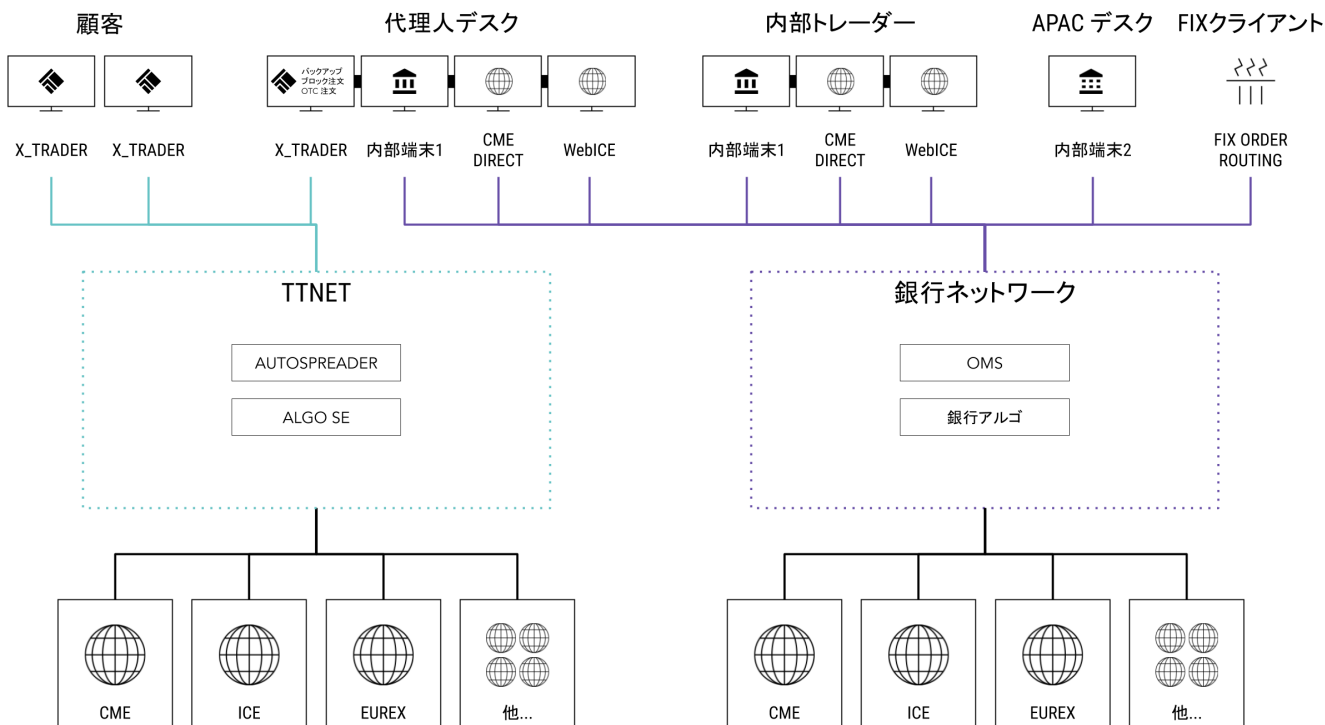 顧客
代理人デスク
内部トレーダー
APAC デスク
FIXクライアント
バックアップ
ブロック注文
OTC 注文
X_TRADER
X_TRADER
X_TRADER
内部端末1
CME
DIRECT
WebICE
内部端末1
CME
DIRECT
WebICE
内部端末2
FIX ORDER
ROUTING
TTNET
AUTOSPREADER
ALGO SE
銀行ネットワーク
OMS
銀行アルゴ
CME
ICE
EUREX
他...
CME
ICE
EUREX
他...